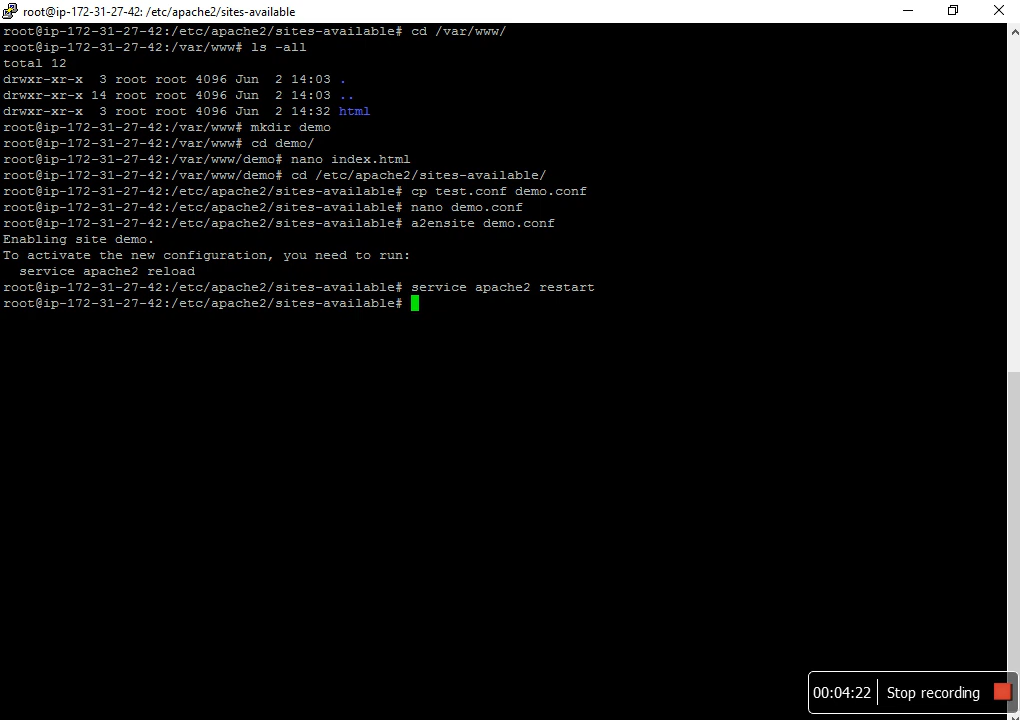 root@ip-172-31-27-42: /etc/apache2/sites-available
root@ip-172-31-27-42:/etc/apache2/sites-available# cd /var/www/
root@ip-172-31-27-42:/var/www# ls -all
total 12
drwxr-xr-x  3 root root 4096 Jun  2 14:03 .
drwxr-xr-x 14 root root 4096 Jun  2 14:03 ..
drwxr-xr-x  3 root root 4096 Jun  2 14:32 html
root@ip-172-31-27-42:/var/www# mkdir demo
root@ip-172-31-27-42:/var/www# cd demo/
root@ip-172-31-27-42:/var/www/demo# nano index.html
root@ip-172-31-27-42:/var/www/demo# cd /etc/apache2/sites-available/
root@ip-172-31-27-42:/etc/apache2/sites-available# cp test.conf demo.conf
root@ip-172-31-27-42:/etc/apache2/sites-available# nano demo.conf
root@ip-172-31-27-42:/etc/apache2/sites-available# a2ensite demo.conf
Enabling site demo.
To activate the new configuration, you need to run:
  service apache2 reload
root@ip-172-31-27-42:/etc/apache2/sites-available# service apache2 restart
root@ip-172-31-27-42:/etc/apache2/sites-available#
00:04:22 Stop recording